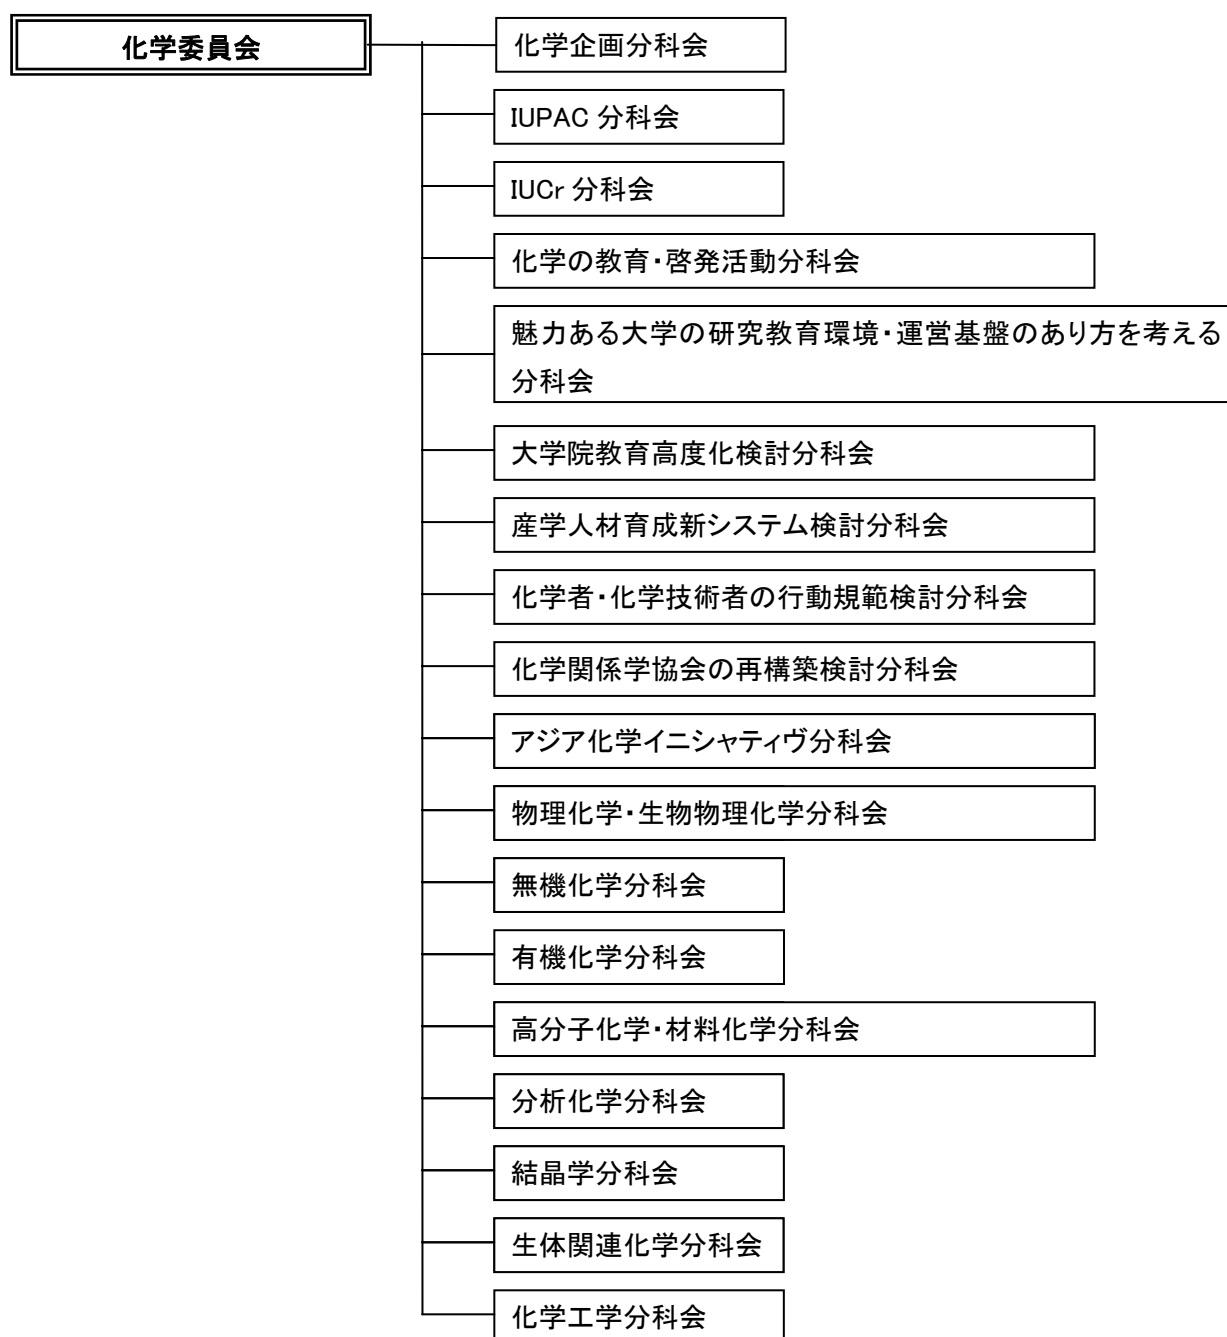 化学委員会
化学企画分科会
IUPAC 分科会
IUCr 分科会
化学の教育・啓発活動分科会
魅力ある大学の研究教育環境・運営基盤のあり方を考える
分科会
大学院教育高度化検討分科会
産学人材育成新システム検討分科会
化学者・化学技術者の行動規範検討分科会
化学関係学協会の再構築検討分科会
アジア化学イニシャティヴ分科会
物理化学・生物物理化学分科会
無機化学分科会
有機化学分科会
高分子化学・材料化学分科会
分析化学分科会
結晶学分科会
生体関連化学分科会
化学工学分科会